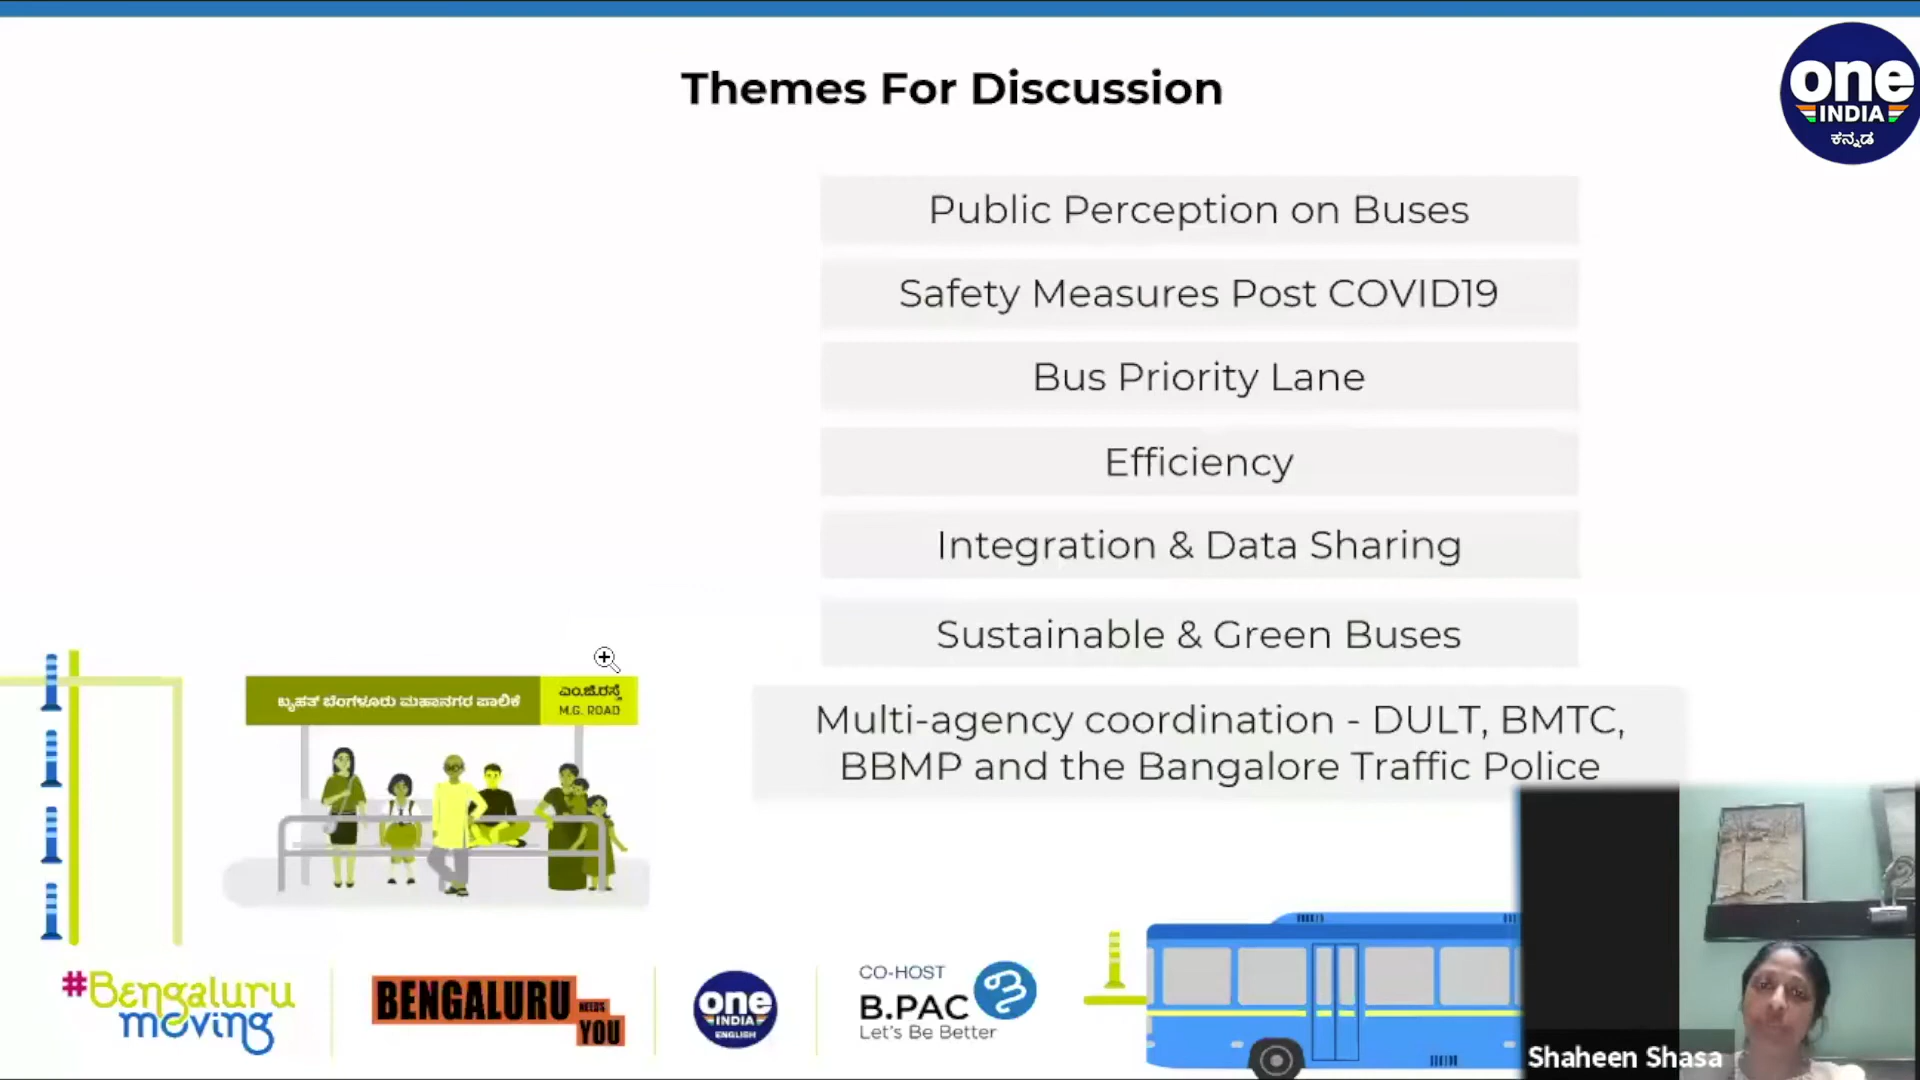 Themes For Discussion
one
INDIA
ಕನ್ನಡ
Public Perception on Buses
Safety Measures Post COVID19
Bus Priority Lane
Efficiency
Integration & Data Sharing
Sustainable & Green Buses
Multi-agency coordination - DULT, BMTC,
BBMP and the Bangalore Traffic Police
ಬೃಹತ್ ಬೆಂಗಳೂರು ಮಹಾನಗರ ಪಾಲಿಕೆ
ಎಂ.ಜಿ.ರಸ್ತೆ
M.G. ROAD
#Bengaluru
moving
BENGALURU NEEDS
YOU
one
INDIA
ENGLISH
CO-HOST
B.PAC
Let's Be Better
Shaheen Shasa